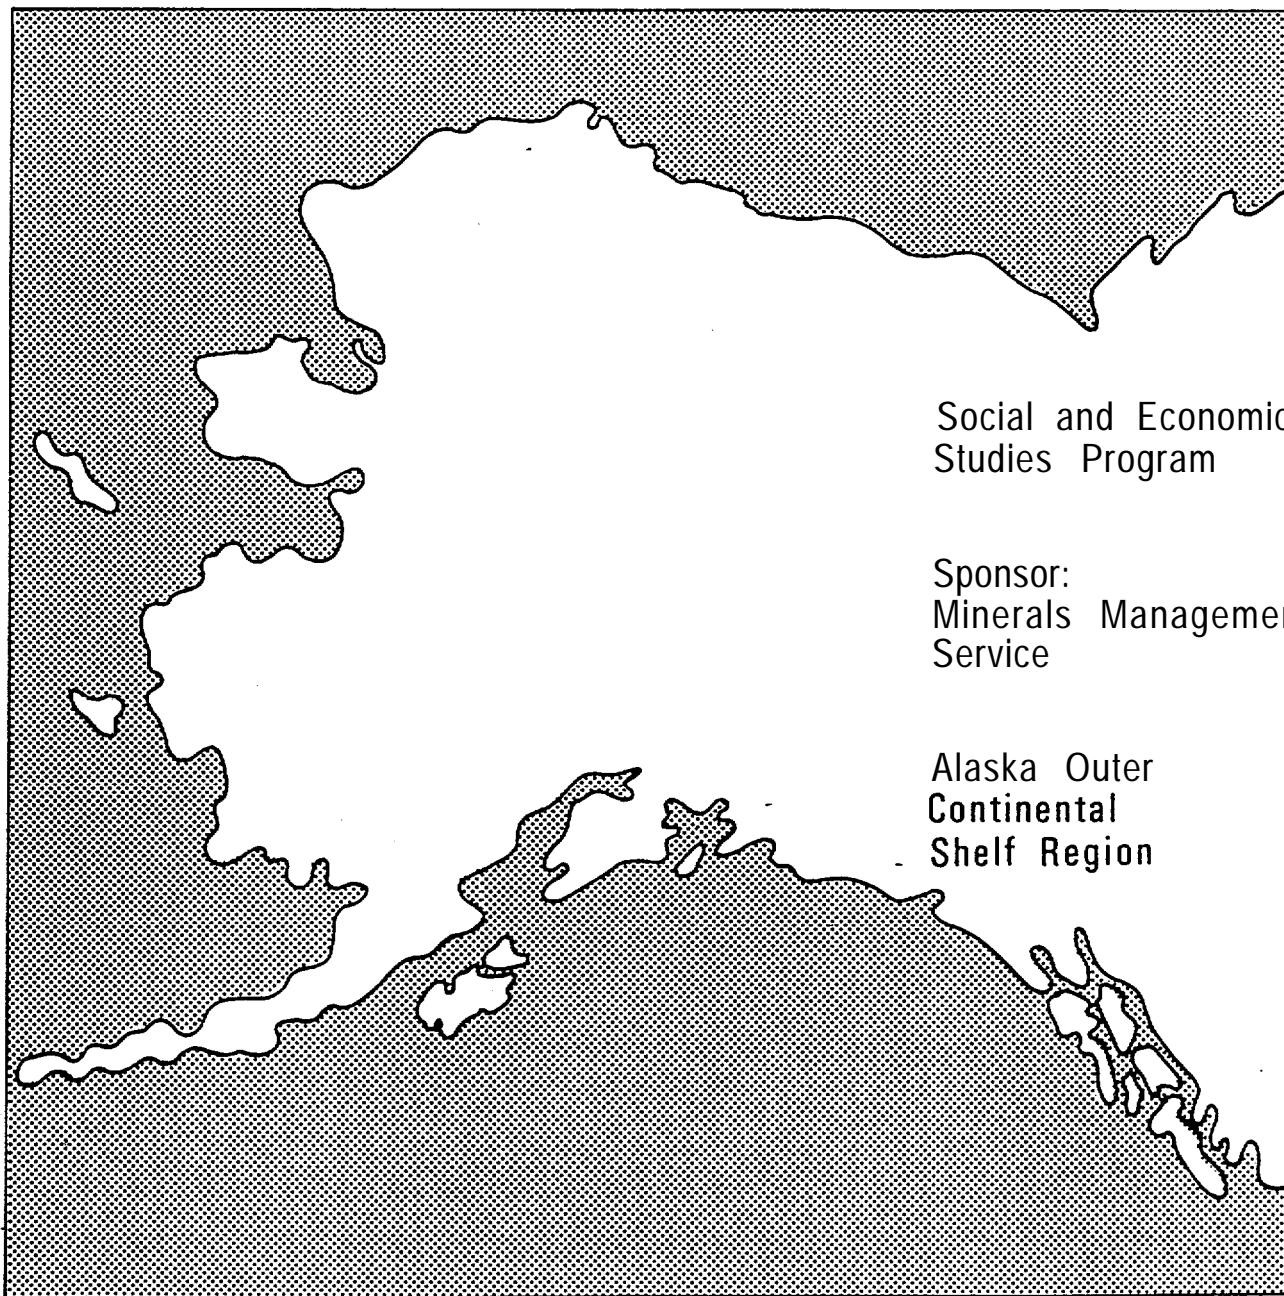 Social and Economic
Studies Program
Sponsor:
Minerals Management
Service
Alaska Outer
Continental
Shelf Region